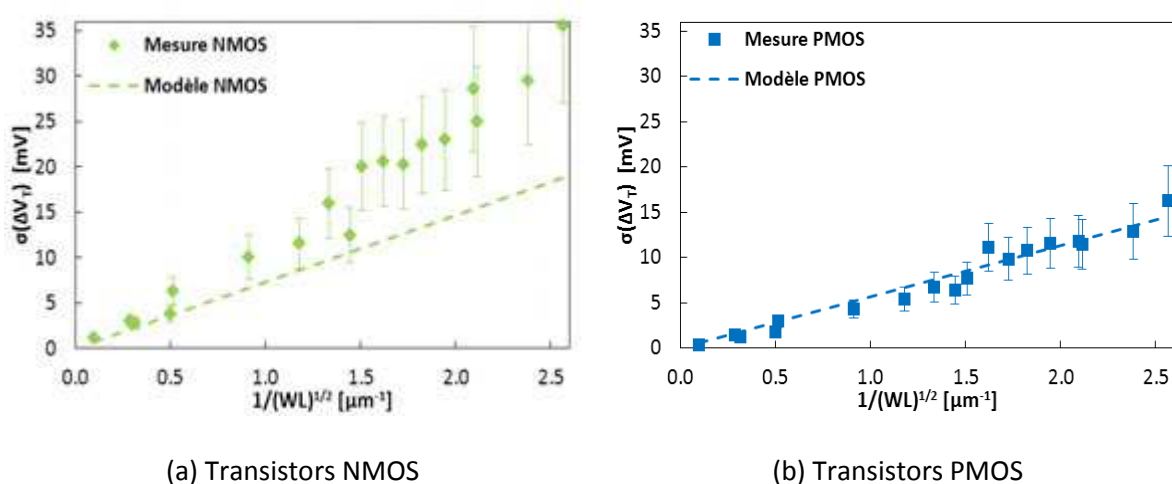 35
30
25
20
15
10
5
0
σ(ΔV_T) [mV]
Mesure NMOS
Modèle NMOS
0.0 0.5 1.0 1.5 2.0 2.5
1/(WL)^1/2 [µm^-1]
(a) Transistors NMOS
35
30
25
20
15
10
5
0
σ(ΔV_T) [mV]
Mesure PMOS
Modèle PMOS
0.0 0.5 1.0 1.5 2.0 2.5
1/(WL)^1/2 [µm^-1]
(b) Transistors PMOS